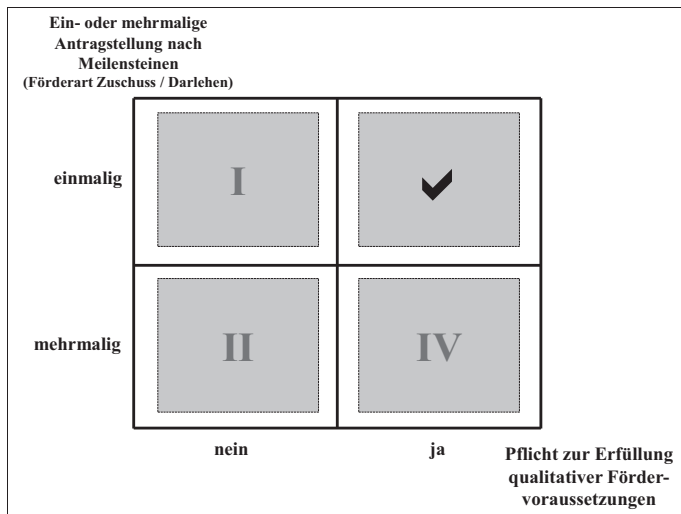 Ein- oder mehrmalige
Antragstellung nach
Meilensteinen
(Förderart Zuschuss / Darlehen)
einmalig
I
mehrmalig
II
IV
nein
ja
Pflicht zur Erfüllung
qualitativer Förder-
voraussetzungen